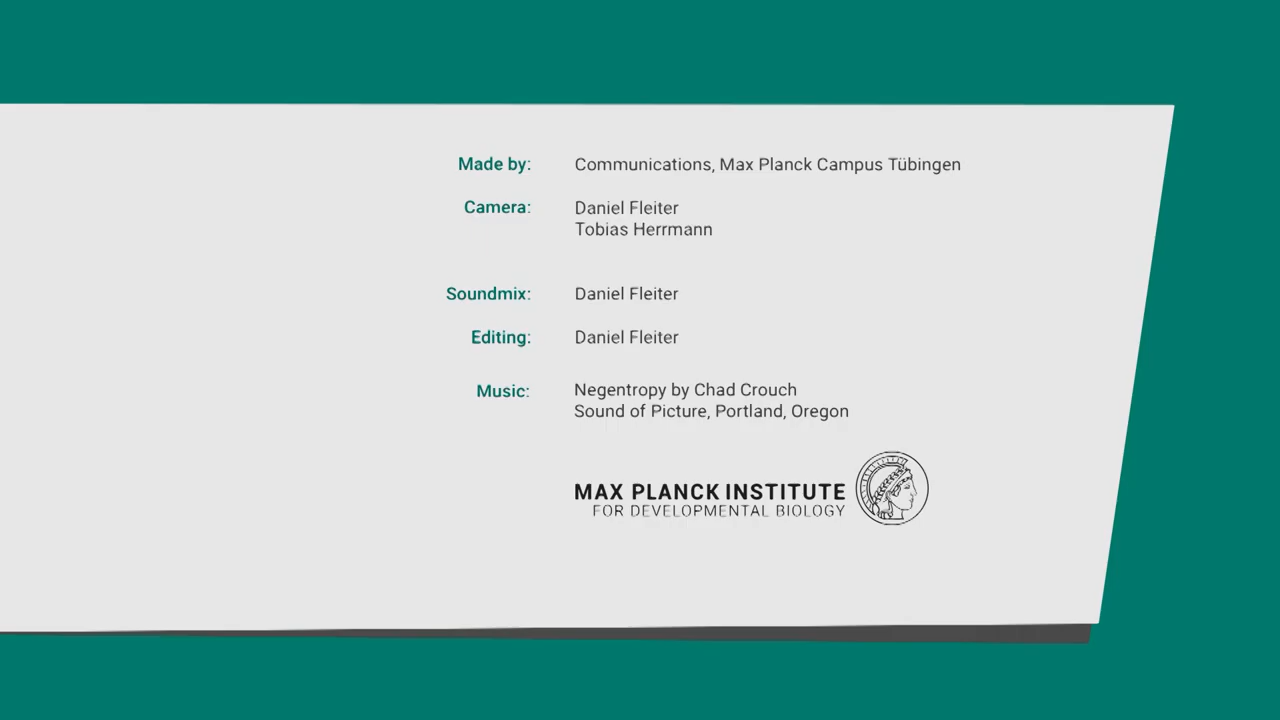 Made by: Communications, Max Planck Campus Tübingen
Camera: Daniel Fleiter
Tobias Herrmann
Soundmix: Daniel Fleiter
Editing: Daniel Fleiter
Music: Negentropy by Chad Crouch
Sound of Picture, Portland, Oregon
MAX PLANCK INSTITUTE
FOR DEVELOPMENTAL BIOLOGY